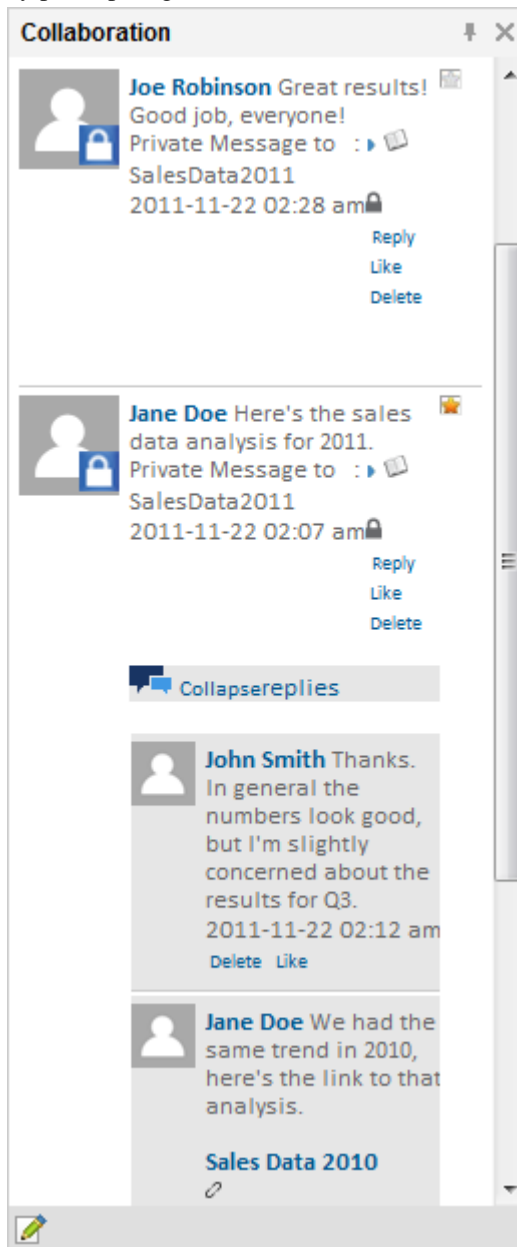 Collaboration
Joe Robinson Great results!
Good job, everyone!
Private Message to :
SalesData2011
2011-11-22 02:28 am
Reply
Like
Delete
Jane Doe Here's the sales
data analysis for 2011.
Private Message to :
SalesData2011
2011-11-22 02:07 am
Reply
Like
Delete
Collapsereplies
John Smith Thanks.
In general the
numbers look good,
but I'm slightly
concerned about the
results for Q3.
2011-11-22 02:12 am
Delete Like
Jane Doe We had the
same trend in 2010,
here's the link to that
analysis.
Sales Data 2010